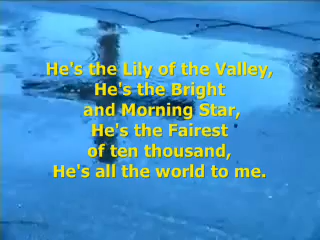 He's the Lily of the Valley,
He's the Bright
and Morning Star,
He's the Fairest
of ten thousand,
He's all the world to me.